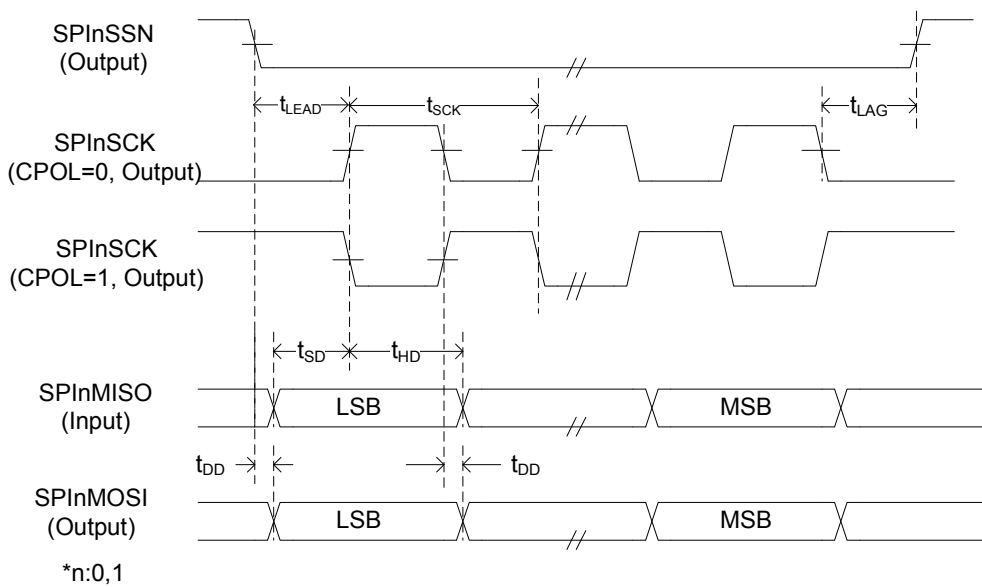 SPInSSN
(Output)
tLEAD
tSCK
tLAG
SPInSCK
(CPOL=0, Output)
SPInSCK
(CPOL=1, Output)
tSD
tHD
SPInMISO
(Input)
LSB
MSB
tDD
tDD
SPInMOSI
(Output)
LSB
MSB
*n:0,1